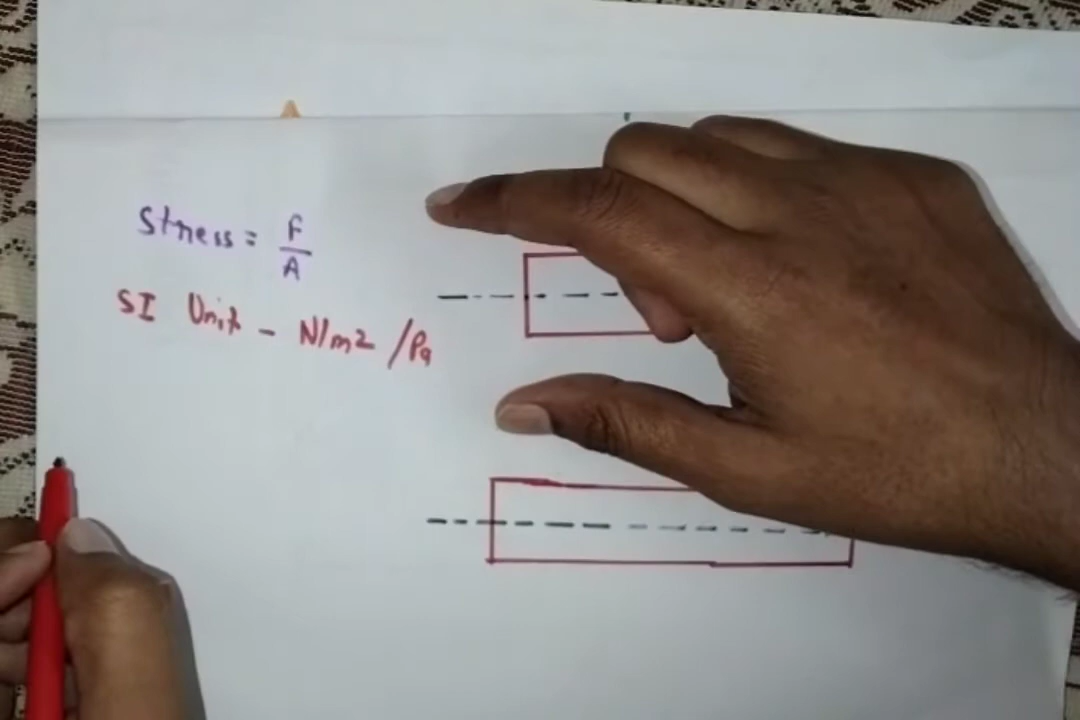 Stress = F/A
SI Unit - N/m2 /Pa